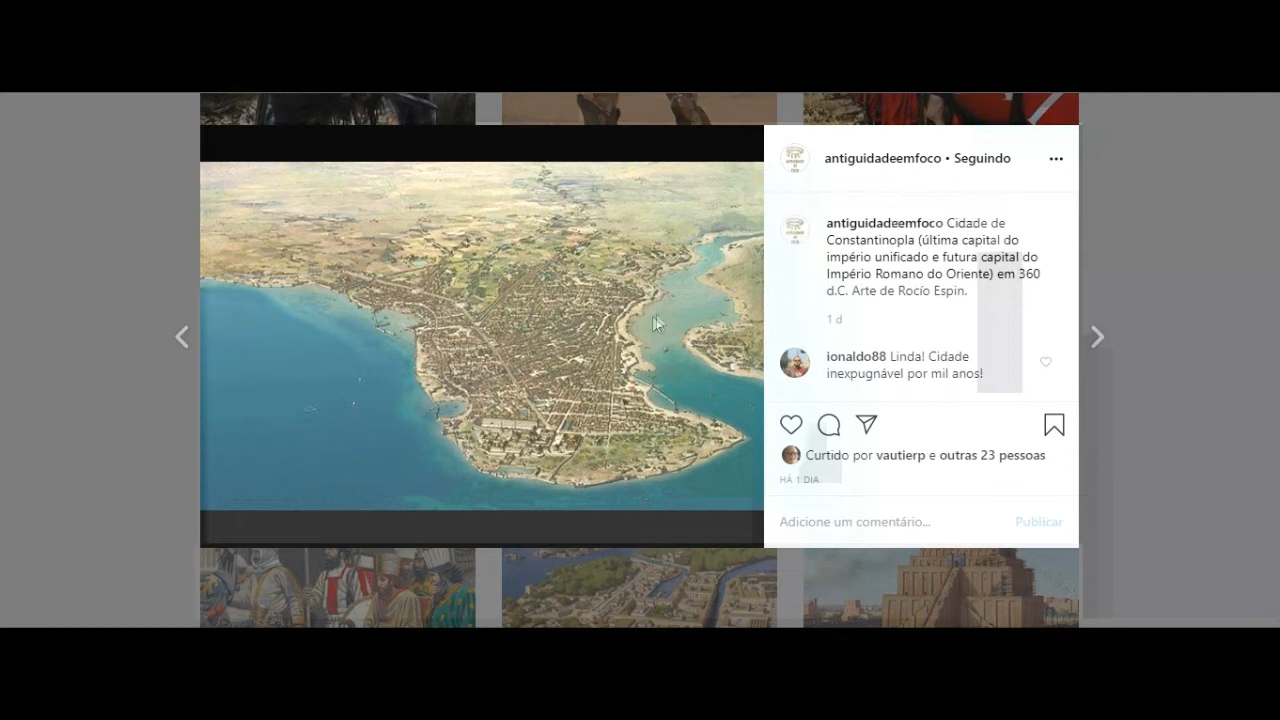 antiguidadeemfoco • Seguindo
antiguidadeemfoco Cidade de
Constantinopla (última capital do
império unificado e futura capital do
Império Romano do Oriente) em 360
d.C. Arte de Rocío Espin.
1 d
ionaldo88 Linda! Cidade
inexpugnável por mil anos!
Curtido por vautierp e outras 23 pessoas
HÁ 1 DIA
Adicione um comentário... Publicar